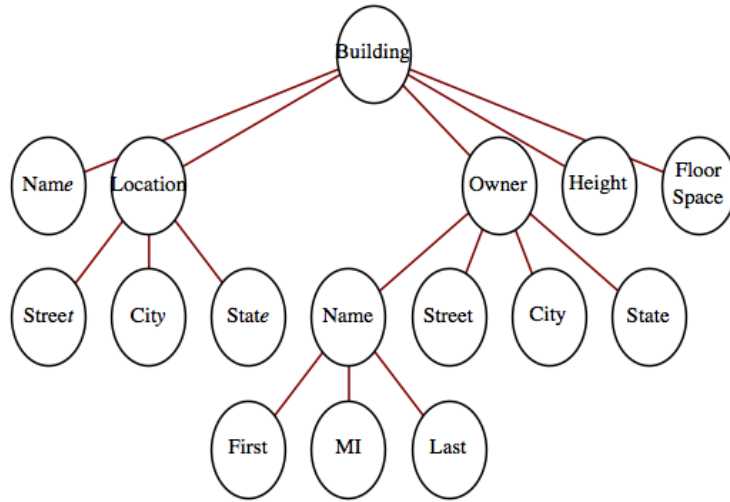 Building
Name
Location
Owner
Height
Floor
Space
Street
City
State
Name
Street
City
State
First
MI
Last